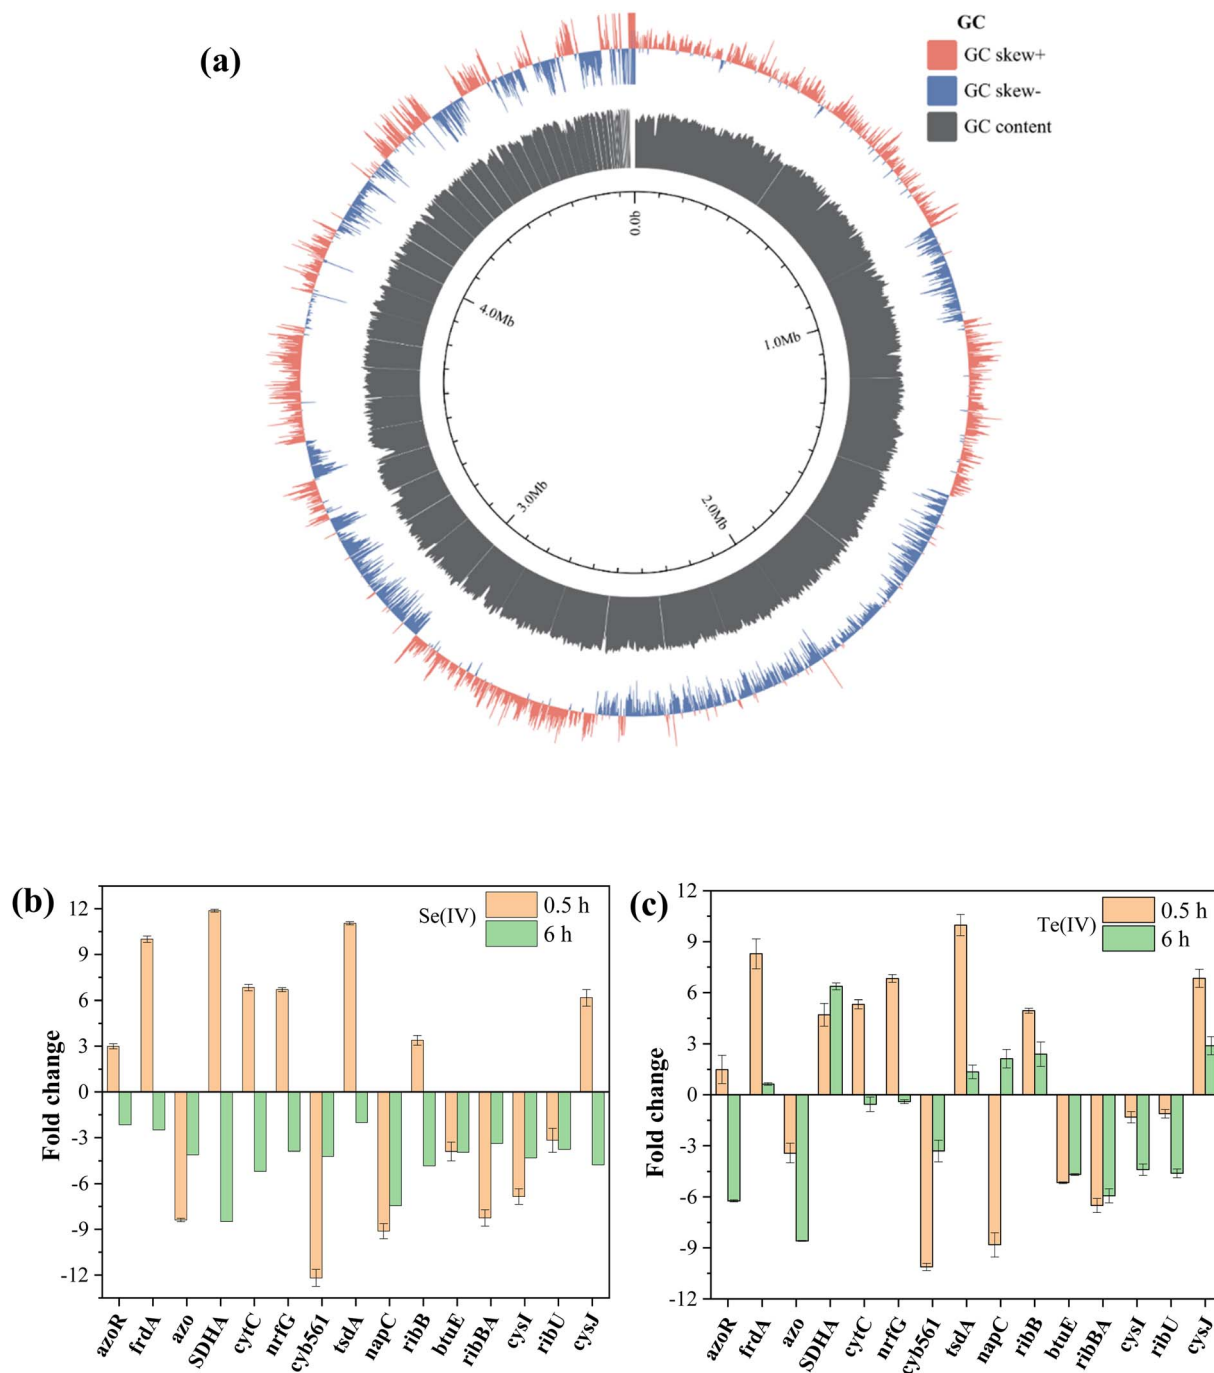 (a)
GC
GC skew+
GC skew-
GC content
0.0b
1.0Mb
2.0Mb
3.0Mb
4.0Mb
(b)
Se(IV)
0.5 h
6 h
Fold change
12
9
6
3
0
-3
-6
-9
-12
azoR
frdA
azo
SDHA
cytC
nrfG
cyb561
tsdA
napC
ribB
btuE
ribBA
cysI
ribU
cysJ
(c)
Te(IV)
0.5 h
6 h
Fold change
12
9
6
3
0
-3
-6
-9
-12
azoR
frdA
azo
SDHA
cytC
nrfG
cyb561
tsdA
napC
ribB
btuE
ribBA
cysI
ribU
cysJ